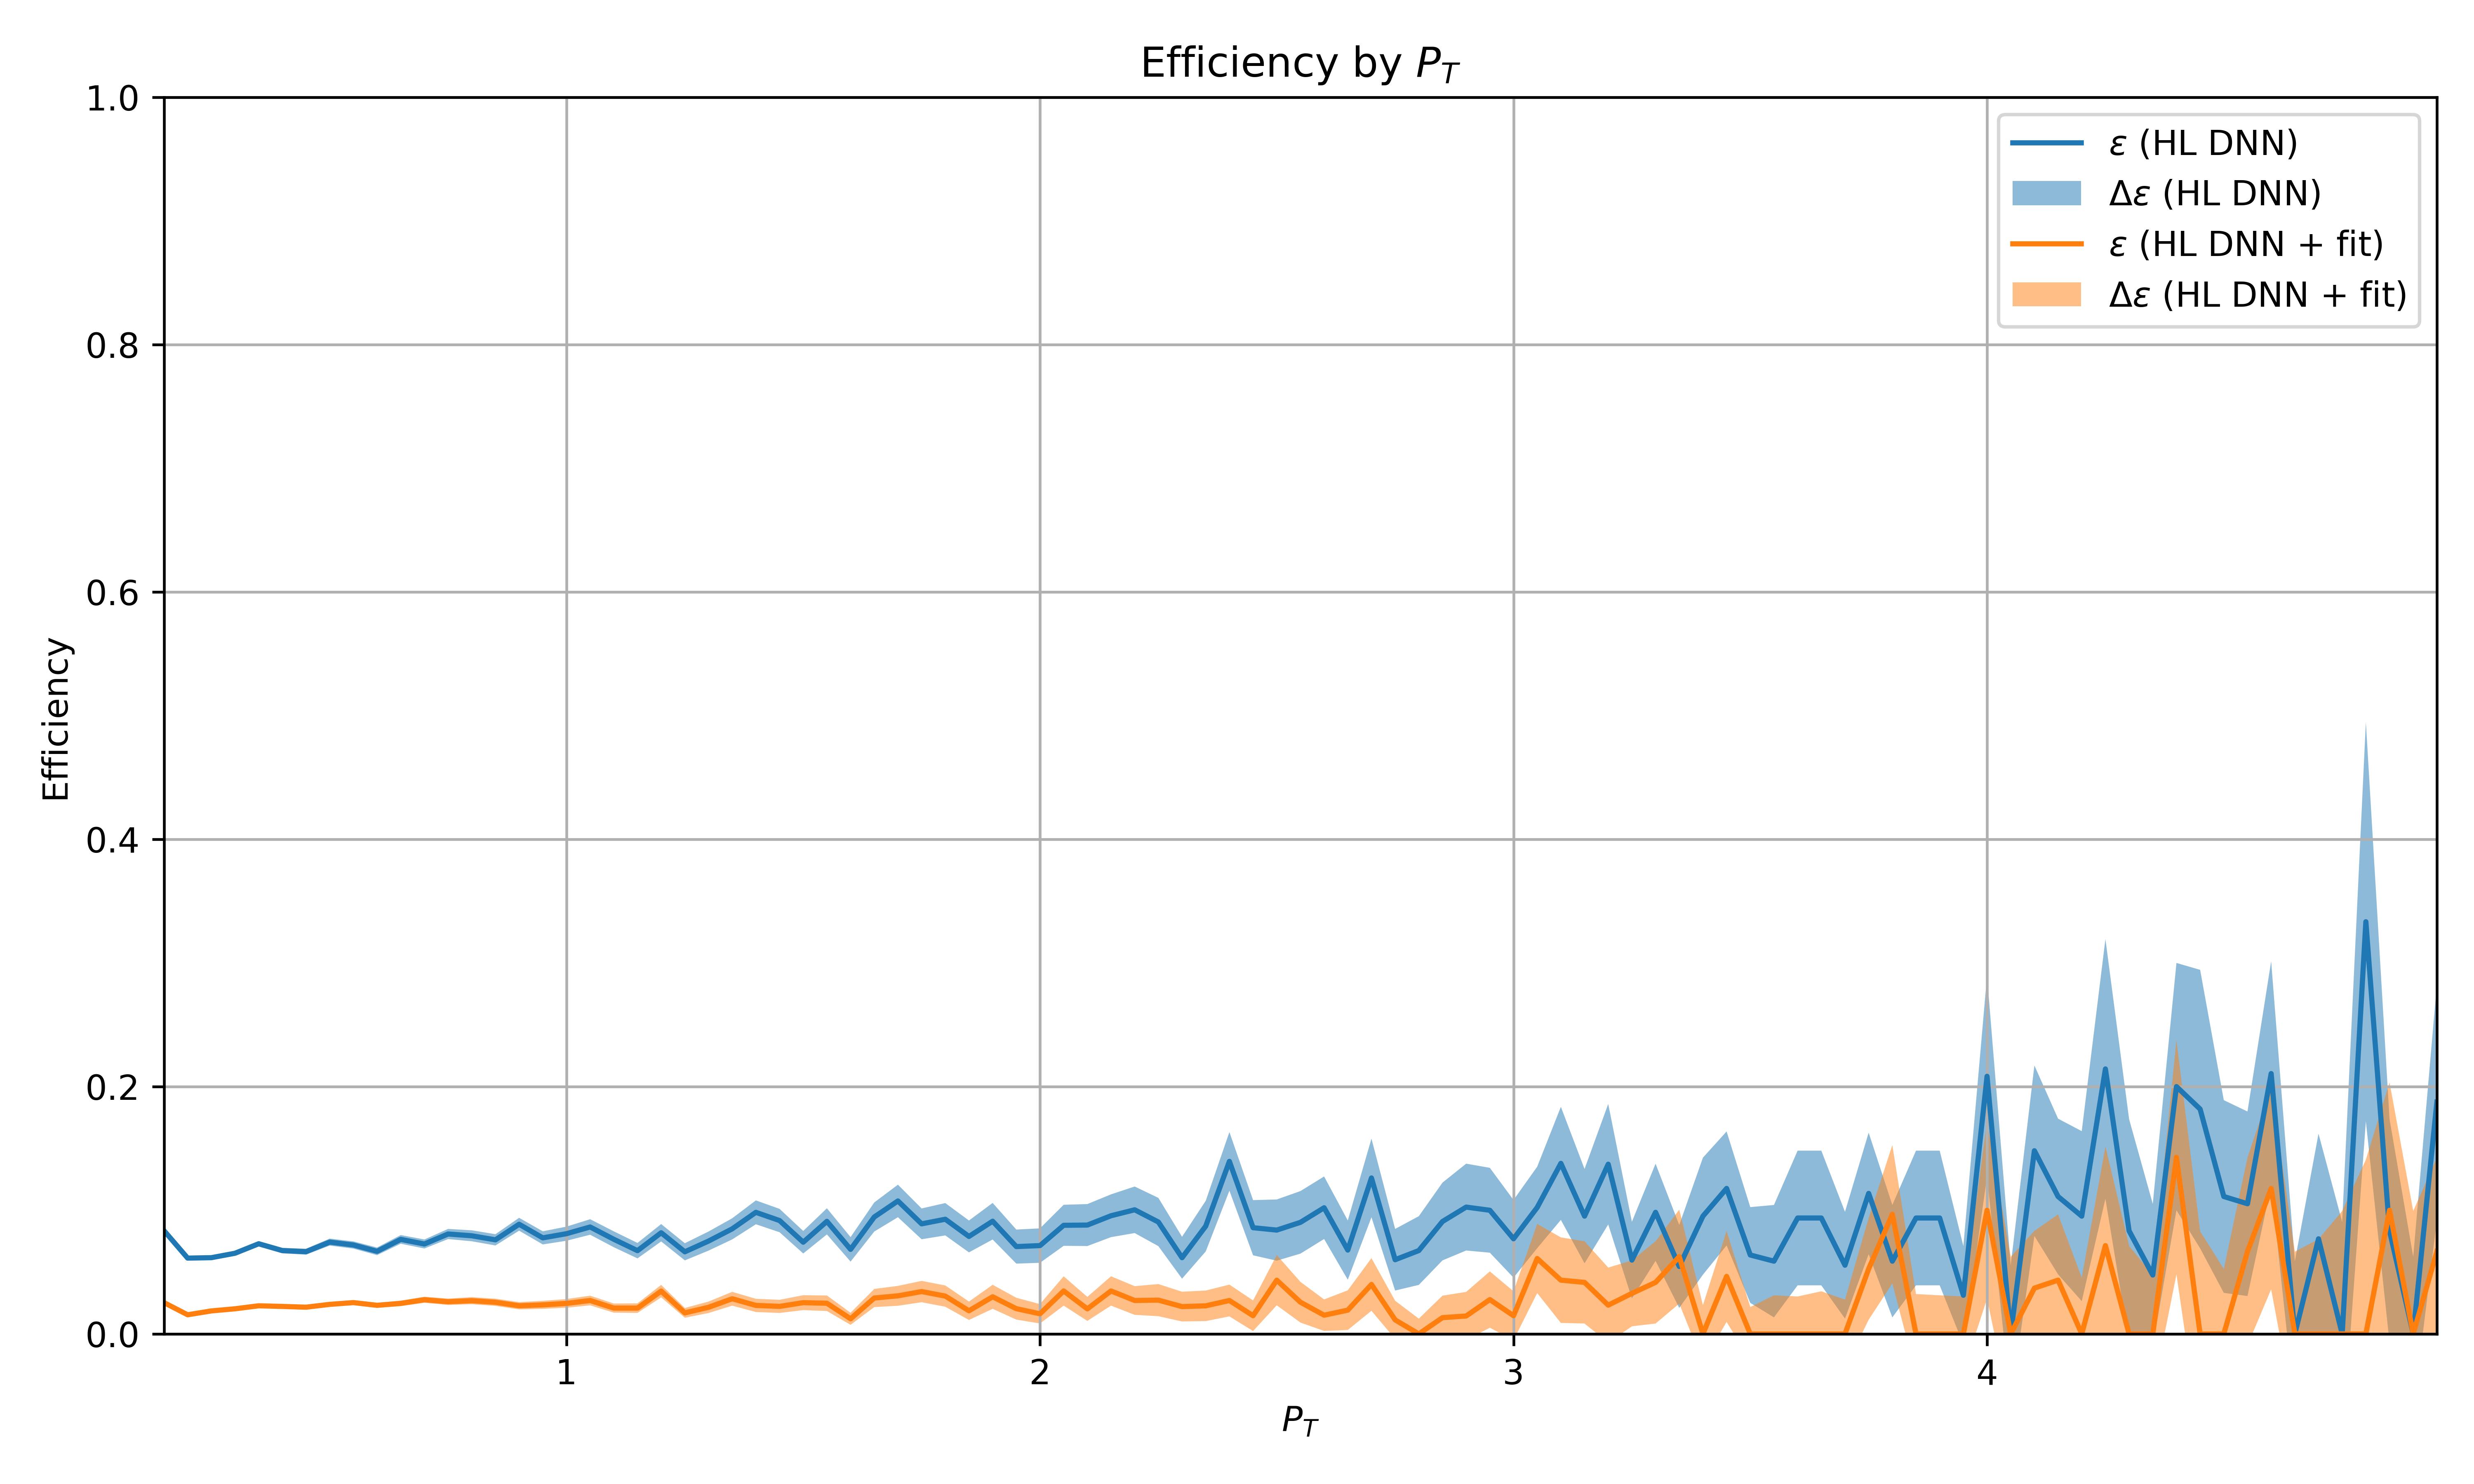 Efficiency by P_T
1.0
0.8
0.6
0.4
0.2
0.0
Efficiency
1 2 3 4
P_T
ε (HL DNN)
Δε (HL DNN)
ε (HL DNN + fit)
Δε (HL DNN + fit)